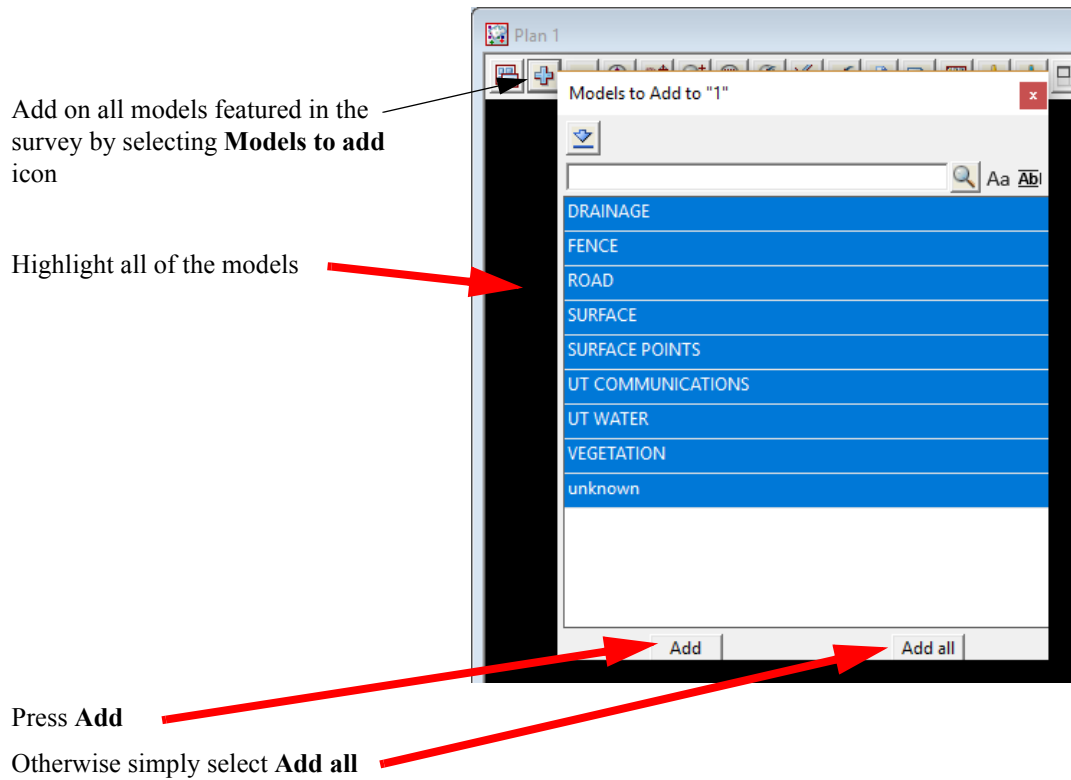 Plan 1
Models to Add to "1"
Add on all models featured in the
survey by selecting Models to add
icon
Aa Abl
DRAINAGE
FENCE
Highlight all of the models
ROAD
SURFACE
SURFACE POINTS
UT COMMUNICATIONS
UT WATER
VEGETATION
unknown
Add Add all
Press Add
Otherwise simply select Add all